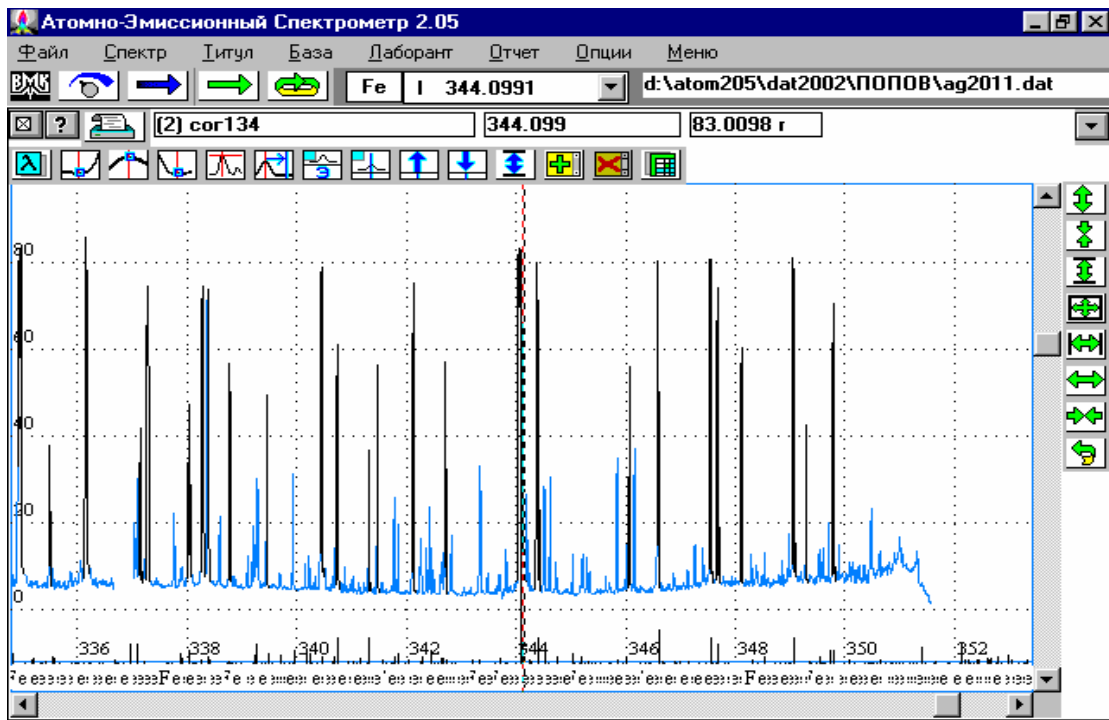 Атомно-Эмиссионный Спектрометр 2.05
Файл Спектр Титул База Лаборант Отчет Опции Меню
ВМК Fe I 344.0991 d:\atom205\dat2002\ПОПОВ\ag2011.dat
? (2) cor134 344.099 83.0098 г
λ Э
80
60
40
20
0
336 338 340 342 344 346 348 350 352